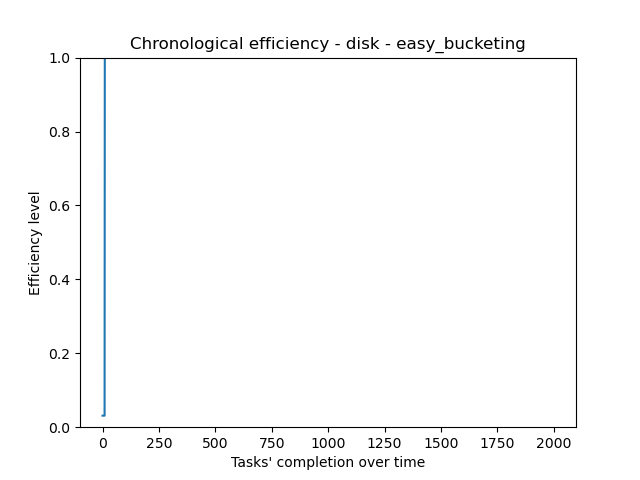 Chronological efficiency - disk - easy_bucketing
1.0
0.8
0.6
0.4
0.2
0.0
Efficiency level
0 250 500 750 1000 1250 1500 1750 2000
Tasks' completion over time